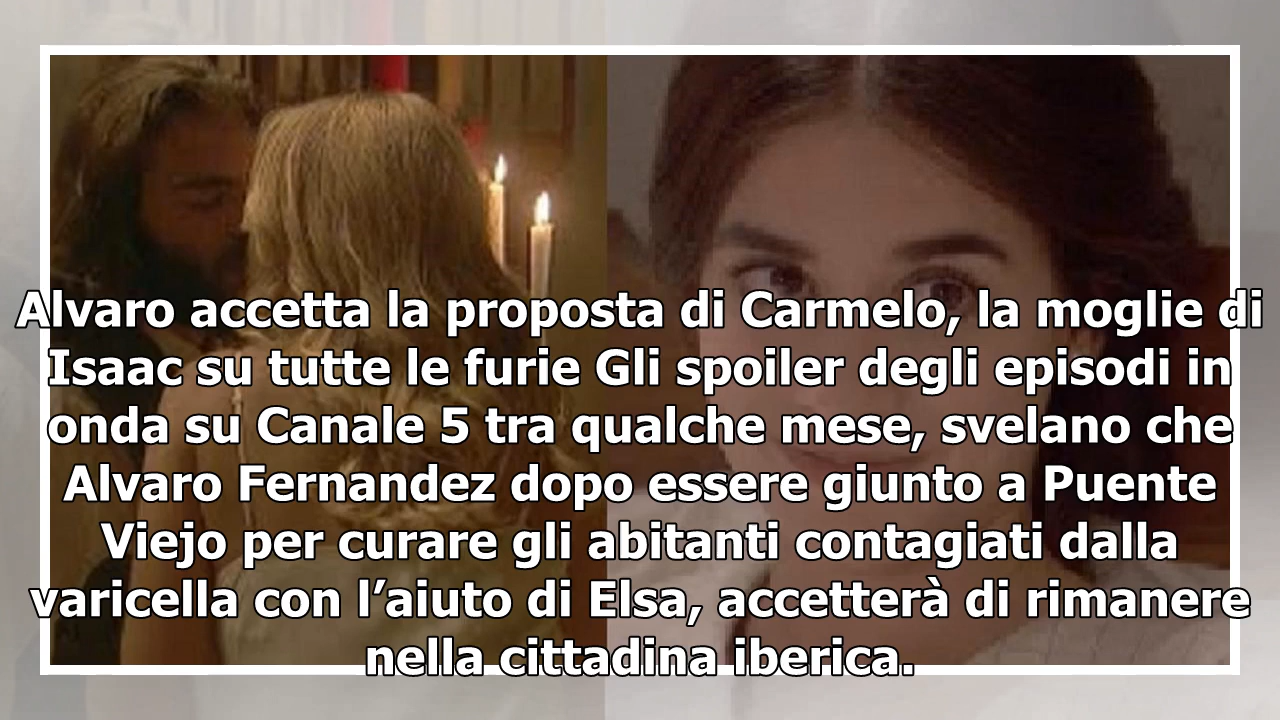 Alvaro accetta la proposta di Carmelo, la moglie di
Isaac su tutte le furie Gli spoiler degli episodi in
onda su Canale 5 tra qualche mese, svelano che
Alvaro Fernandez dopo essere giunto a Puente
Viejo per curare gli abitanti contagiati dalla
varicella con l’aiuto di Elsa, accetterà di rimanere
nella cittadina iberica.